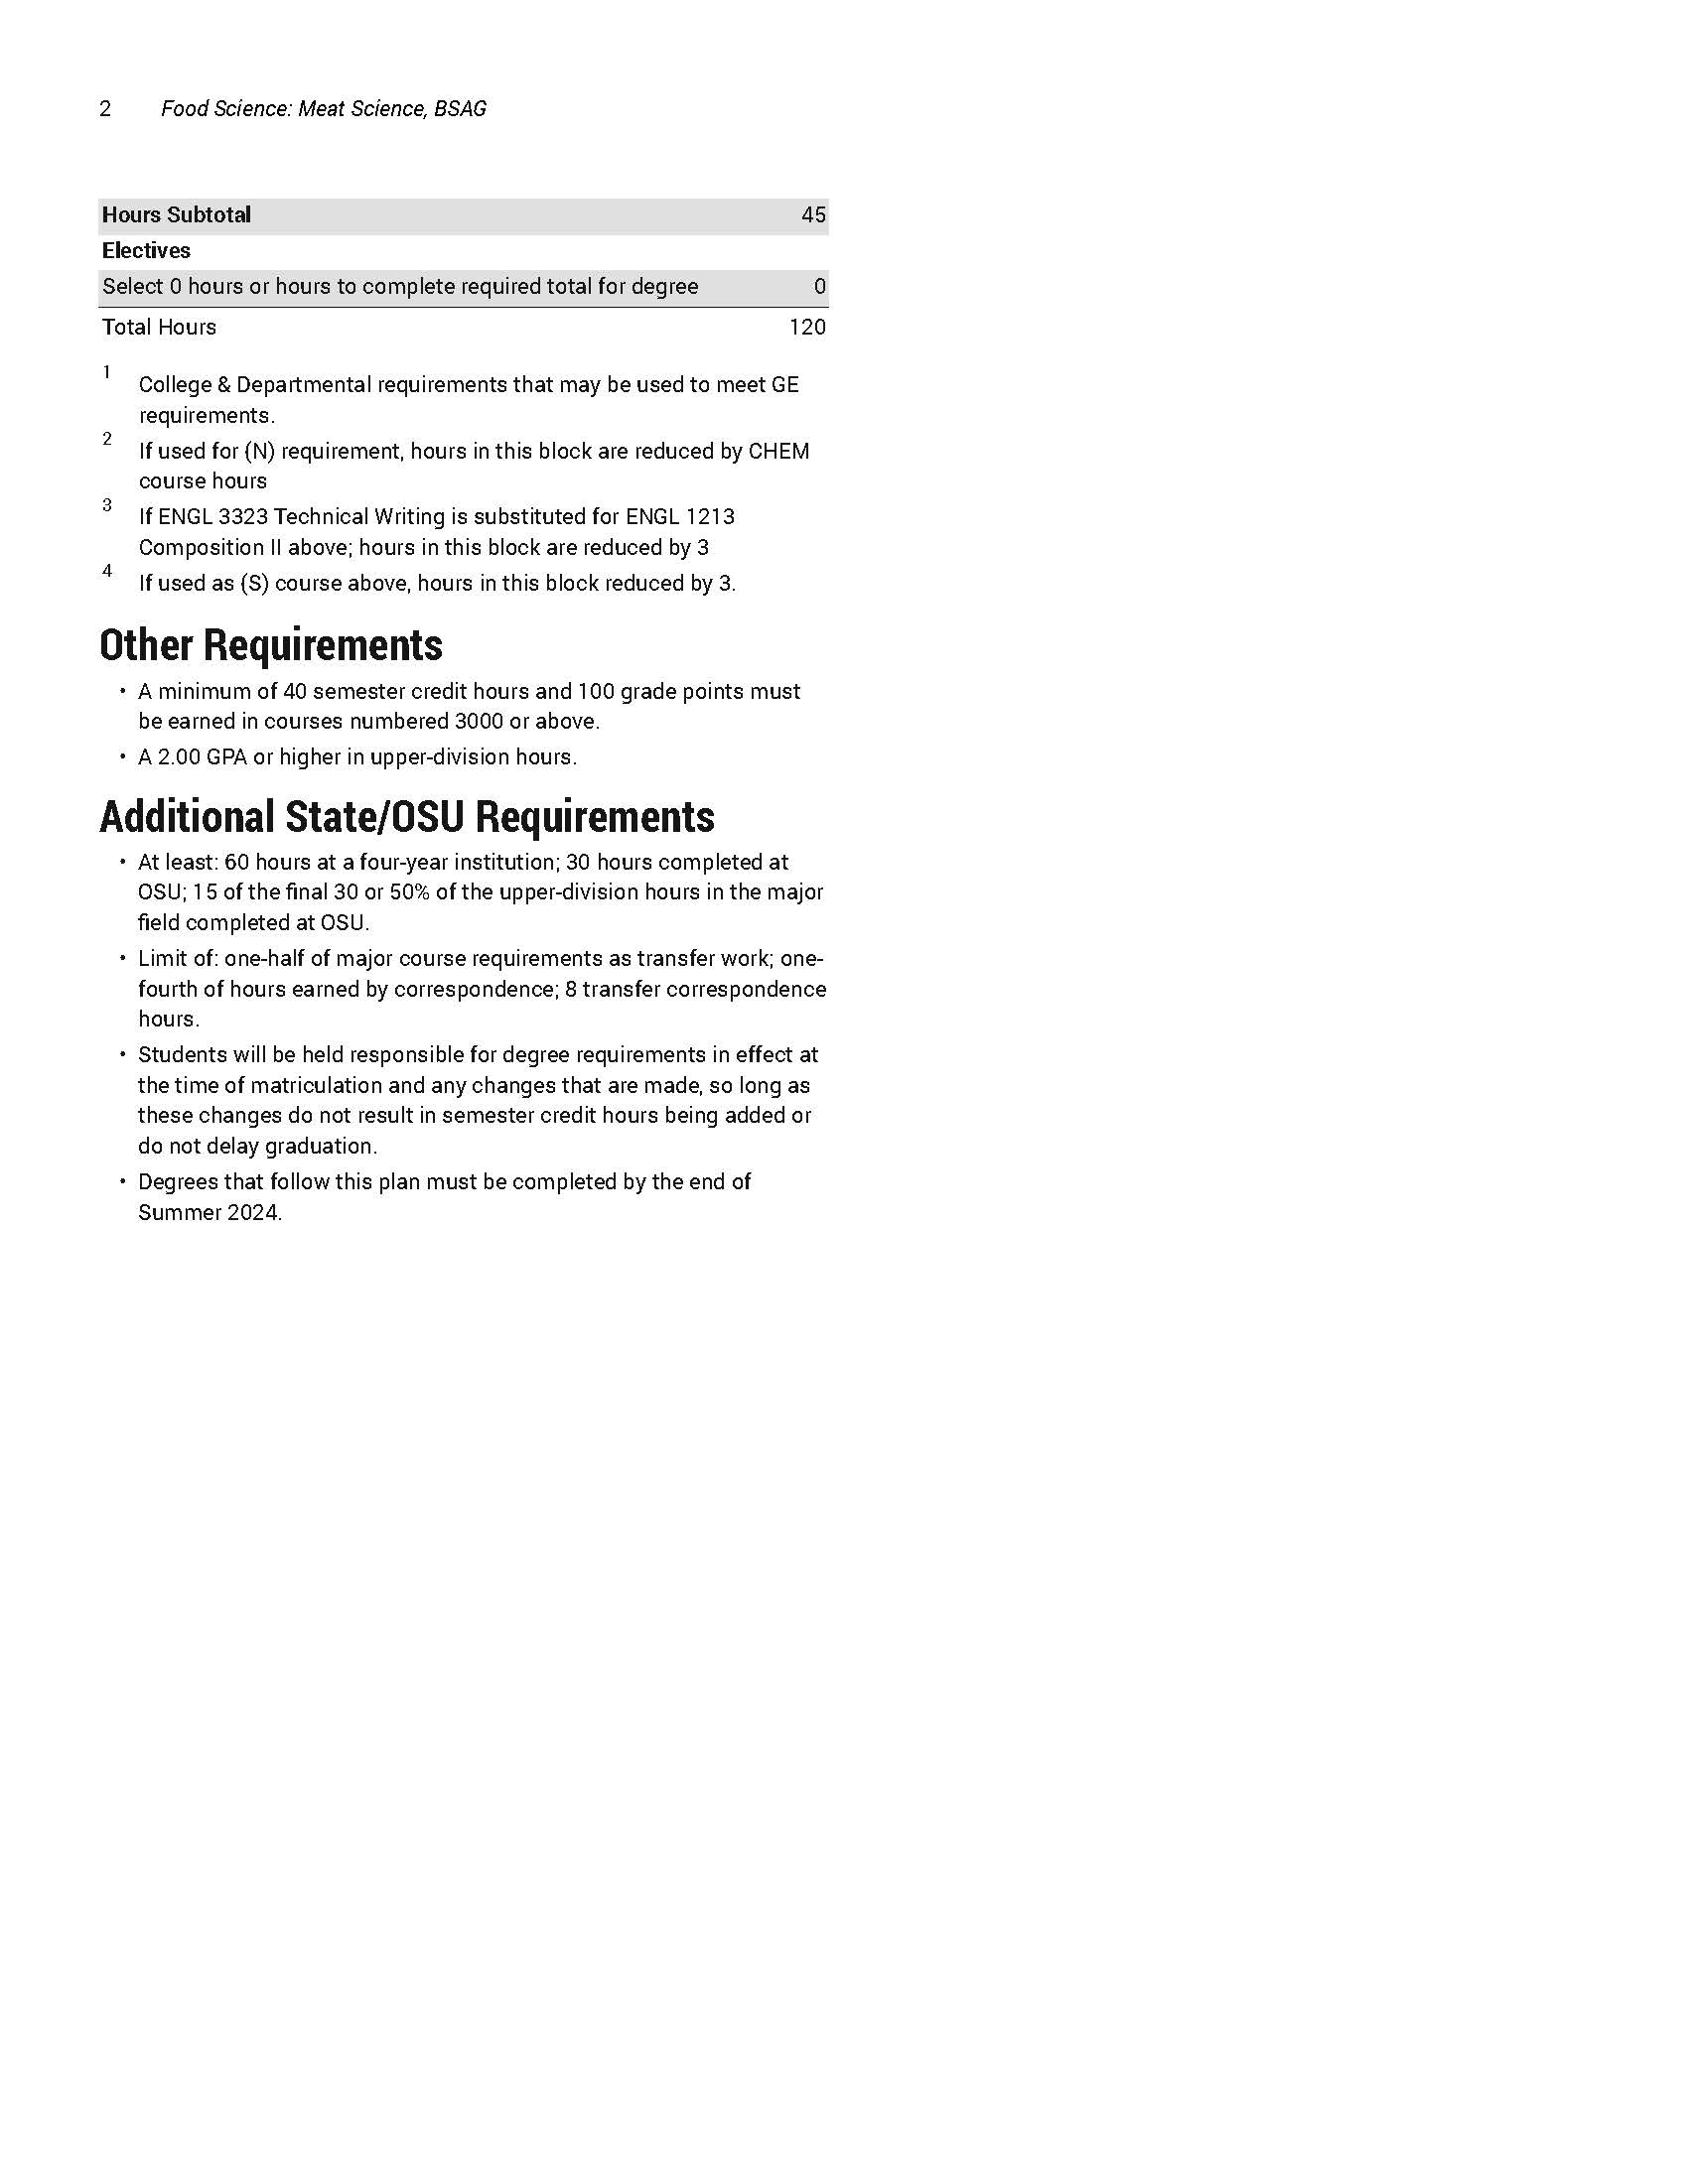 2 Food Science: Meat Science, BSAG
Hours Subtotal 45
Electives
Select 0 hours or hours to complete required total for degree 0
Total Hours 120
1 College & Departmental requirements that may be used to meet GE
requirements.
2 If used for (N) requirement, hours in this block are reduced by CHEM
course hours
3 If ENGL 3323 Technical Writing is substituted for ENGL 1213
Composition II above; hours in this block are reduced by 3
4 If used as (S) course above, hours in this block reduced by 3.
Other Requirements
• A minimum of 40 semester credit hours and 100 grade points must
be earned in courses numbered 3000 or above.
• A 2.00 GPA or higher in upper-division hours.
Additional State/OSU Requirements
• At least: 60 hours at a four-year institution; 30 hours completed at
OSU; 15 of the final 30 or 50% of the upper-division hours in the major
field completed at OSU.
• Limit of: one-half of major course requirements as transfer work; one-
fourth of hours earned by correspondence; 8 transfer correspondence
hours.
• Students will be held responsible for degree requirements in effect at
the time of matriculation and any changes that are made, so long as
these changes do not result in semester credit hours being added or
do not delay graduation.
• Degrees that follow this plan must be completed by the end of
Summer 2024.